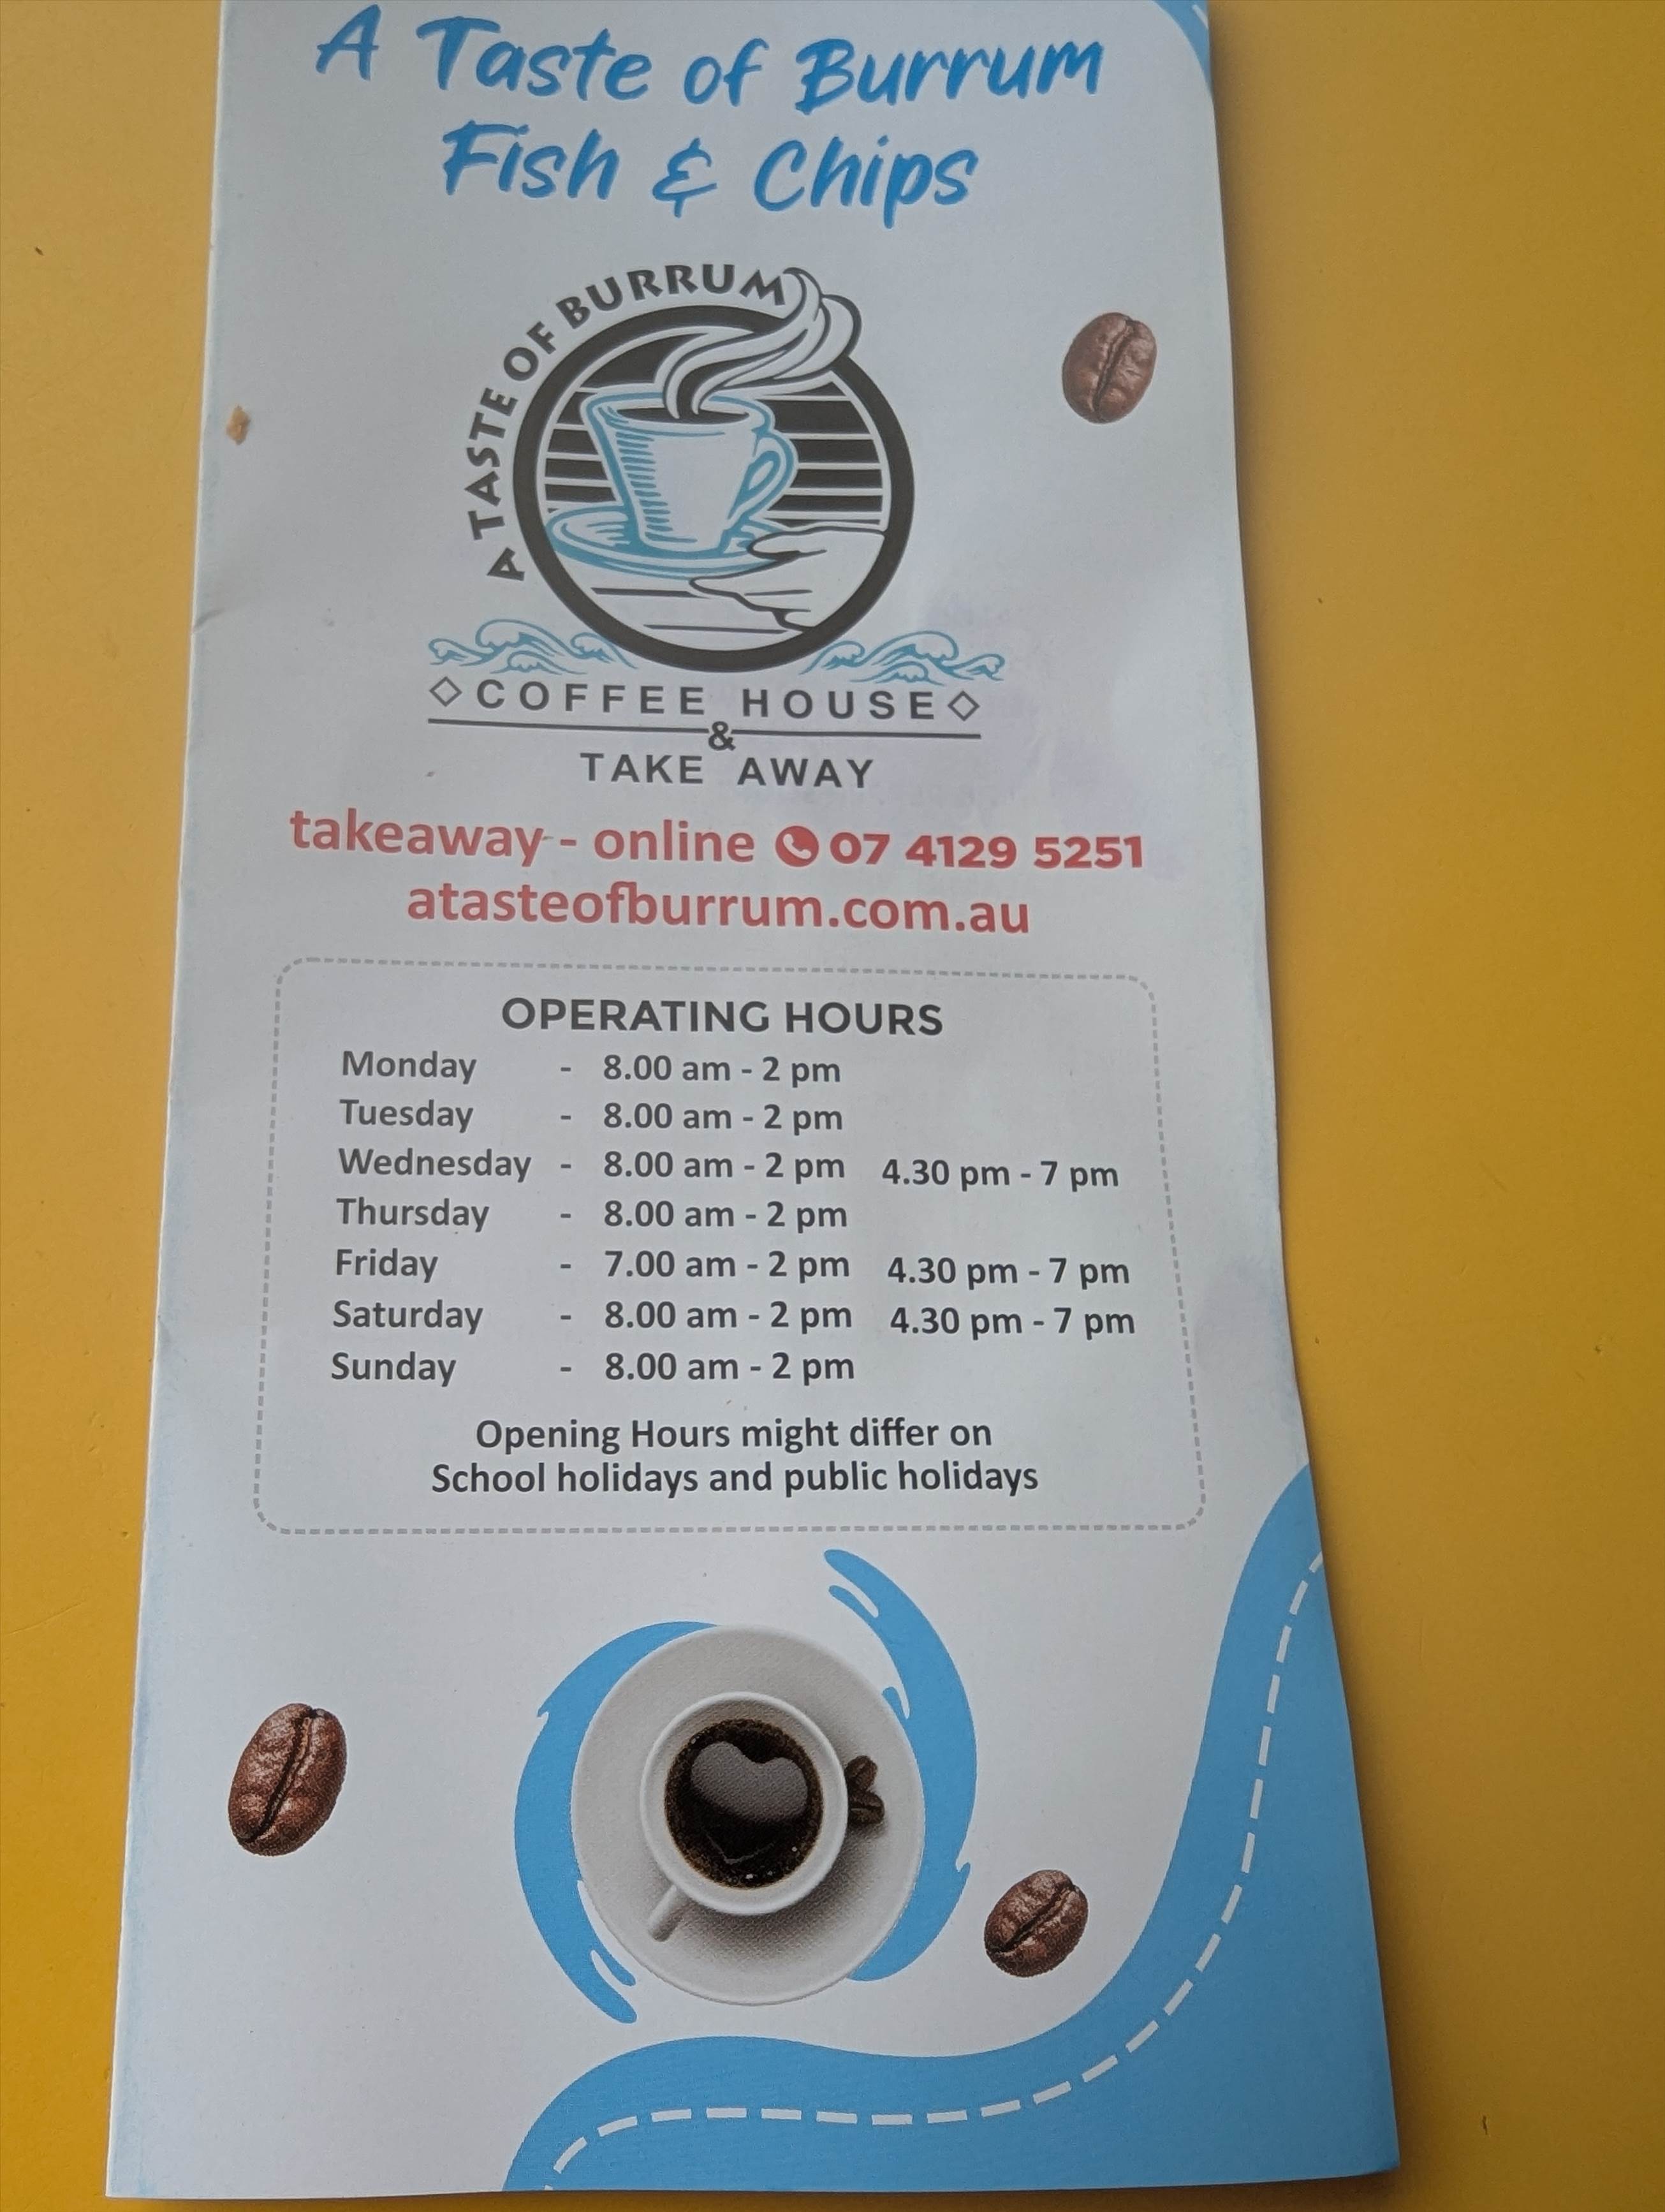 A Taste of Burrum
Fish & Chips
A TASTE OF BURRUM
COFFEE HOUSE
&
TAKE AWAY
takeaway - online 07 4129 5251
atasteofburrum.com.au
OPERATING HOURS
Monday - 8.00 am - 2 pm
Tuesday - 8.00 am - 2 pm
Wednesday - 8.00 am - 2 pm 4.30 pm - 7 pm
Thursday - 8.00 am - 2 pm
Friday - 7.00 am - 2 pm 4.30 pm - 7 pm
Saturday - 8.00 am - 2 pm 4.30 pm - 7 pm
Sunday - 8.00 am - 2 pm
Opening Hours might differ on
School holidays and public holidays